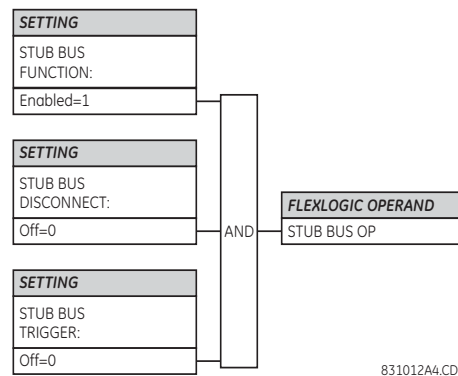 SETTING
STUB BUS
FUNCTION:
Enabled=1
SETTING
STUB BUS
DISCONNECT:
Off=0
AND
FLEXLOGIC OPERAND
STUB BUS OP
SETTING
STUB BUS
TRIGGER:
Off=0
831012A4.CD